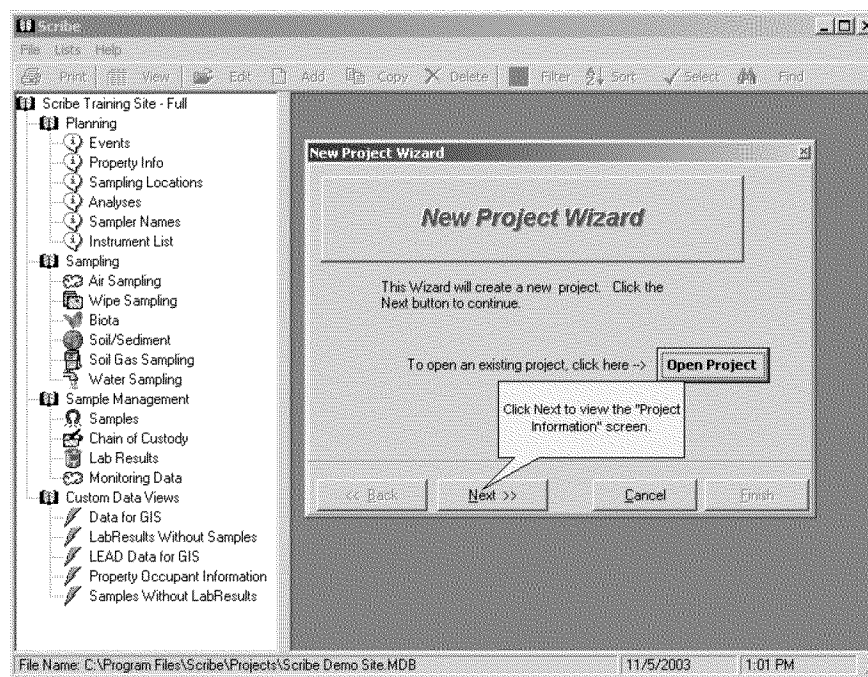 Scribe
File Lists Help
Print View Edit Add Copy Delete Filter Sort Select Find
Scribe Training Site - Full
Planning
Events
Property Info
Sampling Locations
Analyses
Sampler Names
Instrument List
Sampling
Air Sampling
Wipe Sampling
Biota
Soil/Sediment
Soil Gas Sampling
Water Sampling
Sample Management
Samples
Chain of Custody
Lab Results
Monitoring Data
Custom Data Views
Data for GIS
LabResults Without Samples
LEAD Data for GIS
Property Occupant Information
Samples Without LabResults
New Project Wizard
New Project Wizard
This Wizard will create a new project. Click the
Next button to continue.
To open an existing project, click here -->
Open Project
Click Next to view the "Project
Information" screen.
<< Back
Next >>
Cancel
Finish
File Name: C:\Program Files\Scribe\Projects\Scribe Demo Site.MDB
11/5/2003
1:01 PM